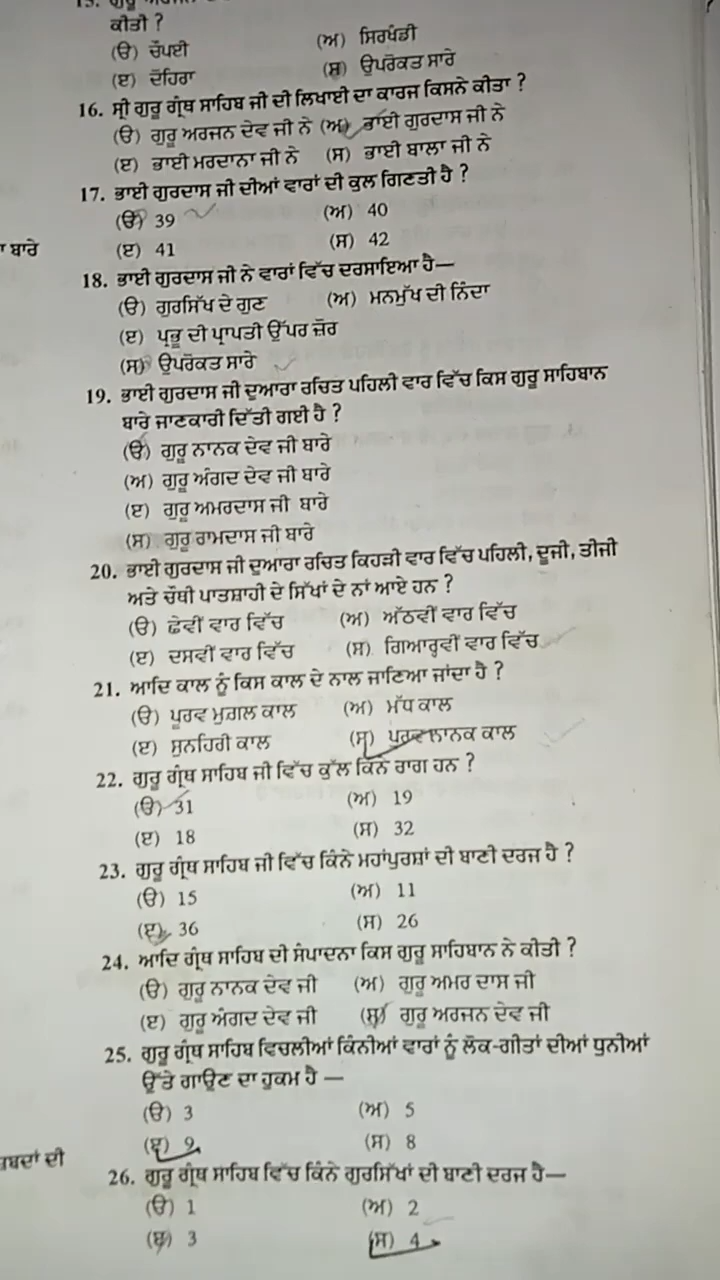 ਕੀਤੀ ?
(ੳ) ਚੌਪਈ (ਅ) ਸਿਰਖੰਡੀ
(ੲ) ਦੋਹਿਰਾ (ਸ) ਉਪਰੋਕਤ ਸਾਰੇ
16. ਸ੍ਰੀ ਗੁਰੂ ਗ੍ਰੰਥ ਸਾਹਿਬ ਜੀ ਦੀ ਲਿਖਾਈ ਦਾ ਕਾਰਜ ਕਿਸਨੇ ਕੀਤਾ ?
(ੳ) ਗੁਰੂ ਅਰਜਨ ਦੇਵ ਜੀ ਨੇ (ਅ) ਭਾਈ ਗੁਰਦਾਸ ਜੀ ਨੇ
(ੲ) ਭਾਈ ਮਰਦਾਨਾ ਜੀ ਨੇ (ਸ) ਭਾਈ ਬਾਲਾ ਜੀ ਨੇ
17. ਭਾਈ ਗੁਰਦਾਸ ਜੀ ਦੀਆਂ ਵਾਰਾਂ ਦੀ ਕੁਲ ਗਿਣਤੀ ਹੈ ?
(ੳ) 39 (ਅ) 40
(ੲ) 41 (ਸ) 42
ਬਾਰੇ
18. ਭਾਈ ਗੁਰਦਾਸ ਜੀ ਨੇ ਵਾਰਾਂ ਵਿੱਚ ਦਰਸਾਇਆ ਹੈ—
(ੳ) ਗੁਰਸਿੱਖ ਦੇ ਗੁਣ (ਅ) ਮਨਮੁੱਖ ਦੀ ਨਿੰਦਾ
(ੲ) ਪ੍ਰਭੂ ਦੀ ਪ੍ਰਾਪਤੀ ਉੱਪਰ ਜ਼ੋਰ
(ਸ) ਉਪਰੋਕਤ ਸਾਰੇ
19. ਭਾਈ ਗੁਰਦਾਸ ਜੀ ਦੁਆਰਾ ਰਚਿਤ ਪਹਿਲੀ ਵਾਰ ਵਿੱਚ ਕਿਸ ਗੁਰੂ ਸਾਹਿਬਾਨ
ਬਾਰੇ ਜਾਣਕਾਰੀ ਦਿੱਤੀ ਗਈ ਹੈ ?
(ੳ) ਗੁਰੂ ਨਾਨਕ ਦੇਵ ਜੀ ਬਾਰੇ
(ਅ) ਗੁਰੂ ਅੰਗਦ ਦੇਵ ਜੀ ਬਾਰੇ
(ੲ) ਗੁਰੂ ਅਮਰਦਾਸ ਜੀ ਬਾਰੇ
(ਸ) ਗੁਰੂ ਰਾਮਦਾਸ ਜੀ ਬਾਰੇ
20. ਭਾਈ ਗੁਰਦਾਸ ਜੀ ਦੁਆਰਾ ਰਚਿਤ ਕਿਹੜੀ ਵਾਰ ਵਿੱਚ ਪਹਿਲੀ, ਦੂਜੀ, ਤੀਜੀ
ਅਤੇ ਚੌਥੀ ਪਾਤਸ਼ਾਹੀ ਦੇ ਸਿੱਖਾਂ ਦੇ ਨਾਂ ਆਏ ਹਨ ?
(ੳ) ਛੇਵੀਂ ਵਾਰ ਵਿੱਚ (ਅ) ਅੱਠਵੀਂ ਵਾਰ ਵਿੱਚ
(ੲ) ਦਸਵੀਂ ਵਾਰ ਵਿੱਚ (ਸ) ਗਿਆਰ੍ਹਵੀਂ ਵਾਰ ਵਿੱਚ
21. ਆਦਿ ਕਾਲ ਨੂੰ ਕਿਸ ਕਾਲ ਦੇ ਨਾਲ ਜਾਣਿਆ ਜਾਂਦਾ ਹੈ ?
(ੳ) ਪੂਰਵ ਮੁਗ਼ਲ ਕਾਲ (ਅ) ਮੱਧ ਕਾਲ
(ੲ) ਸੁਨਹਿਰੀ ਕਾਲ (ਸ) ਪੂਰਵ ਨਾਨਕ ਕਾਲ
22. ਗੁਰੂ ਗ੍ਰੰਥ ਸਾਹਿਬ ਜੀ ਵਿੱਚ ਕੁੱਲ ਕਿੰਨੇ ਰਾਗ ਹਨ ?
(ੳ) 31 (ਅ) 19
(ੲ) 18 (ਸ) 32
23. ਗੁਰੂ ਗ੍ਰੰਥ ਸਾਹਿਬ ਜੀ ਵਿੱਚ ਕਿੰਨੇ ਮਹਾਂਪੁਰਸ਼ਾਂ ਦੀ ਬਾਣੀ ਦਰਜ ਹੈ ?
(ੳ) 15 (ਅ) 11
(ੲ) 36 (ਸ) 26
24. ਆਦਿ ਗ੍ਰੰਥ ਸਾਹਿਬ ਦੀ ਸੰਪਾਦਨਾ ਕਿਸ ਗੁਰੂ ਸਾਹਿਬਾਨ ਨੇ ਕੀਤੀ ?
(ੳ) ਗੁਰੂ ਨਾਨਕ ਦੇਵ ਜੀ (ਅ) ਗੁਰੂ ਅਮਰ ਦਾਸ ਜੀ
(ੲ) ਗੁਰੂ ਅੰਗਦ ਦੇਵ ਜੀ (ਸ) ਗੁਰੂ ਅਰਜਨ ਦੇਵ ਜੀ
25. ਗੁਰੂ ਗ੍ਰੰਥ ਸਾਹਿਬ ਵਿਚਲੀਆਂ ਕਿੰਨੀਆਂ ਵਾਰਾਂ ਨੂੰ ਲੋਕ-ਗੀਤਾਂ ਦੀਆਂ ਧੁਨੀਆਂ
ਉੱਤੇ ਗਾਉਣ ਦਾ ਹੁਕਮ ਹੈ —
(ੳ) 3 (ਅ) 5
(ੲ) 9 (ਸ) 8
ਦੀ
26. ਗੁਰੂ ਗ੍ਰੰਥ ਸਾਹਿਬ ਵਿੱਚ ਕਿੰਨੇ ਗੁਰਸਿੱਖਾਂ ਦੀ ਬਾਣੀ ਦਰਜ ਹੈ—
(ੳ) 1 (ਅ) 2
(ੲ) 3 (ਸ) 4